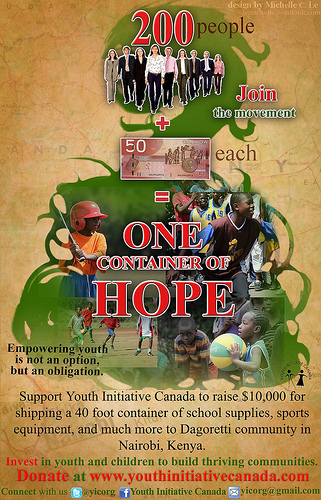 design by Michelle C. Le
200 people
Join
the movement
+
50
each
=
ONE
CONTAINER OF
HOPE
Empowering youth
is not an option,
but an obligation.
Support Youth Initiative Canada to raise $10,000 for
shipping a 40 foot container of school supplies, sports
equipment, and much more to Dagoretti community in
Nairobi, Kenya.
Invest in youth and children to build thriving communities.
Donate at www.youthinitiativecanada.com
Connect with us @yicorg Youth Initiative Canada yicorg@gmail.com